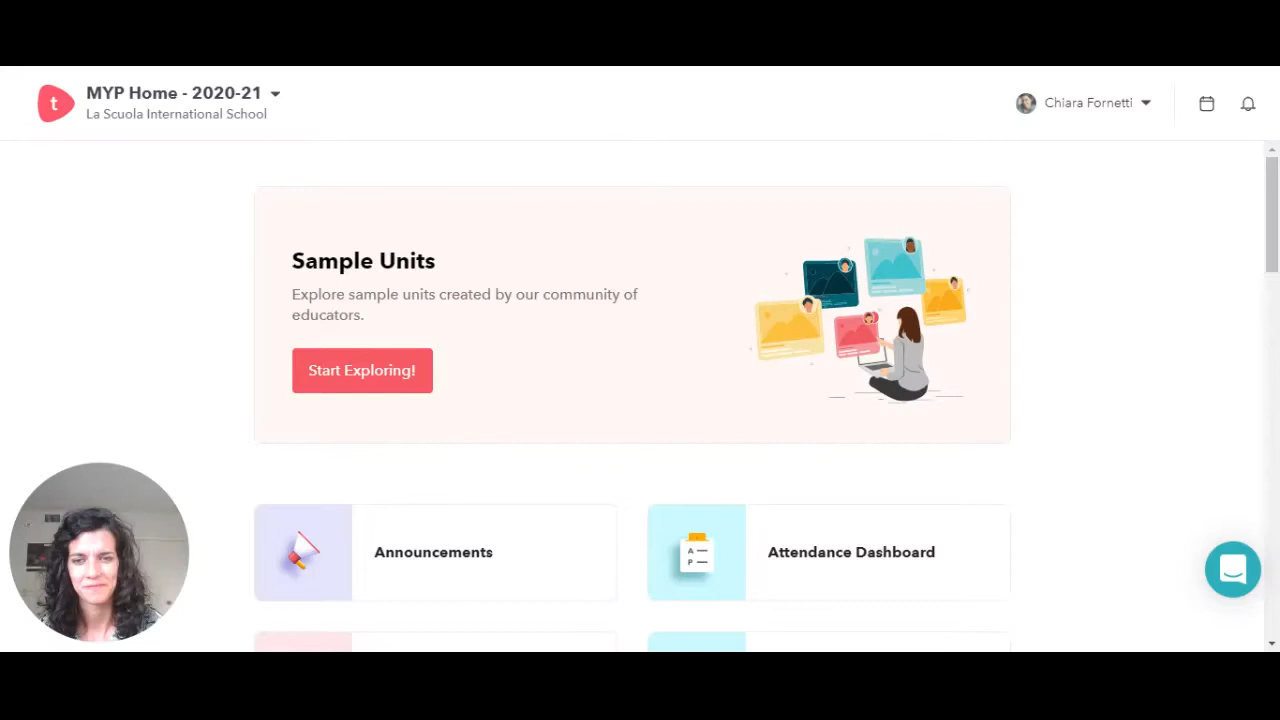 t
MYP Home - 2020-21
La Scuola International School
Chiara Fornetti
Sample Units
Explore sample units created by our community of
educators.
Start Exploring!
Announcements
A
P
Attendance Dashboard